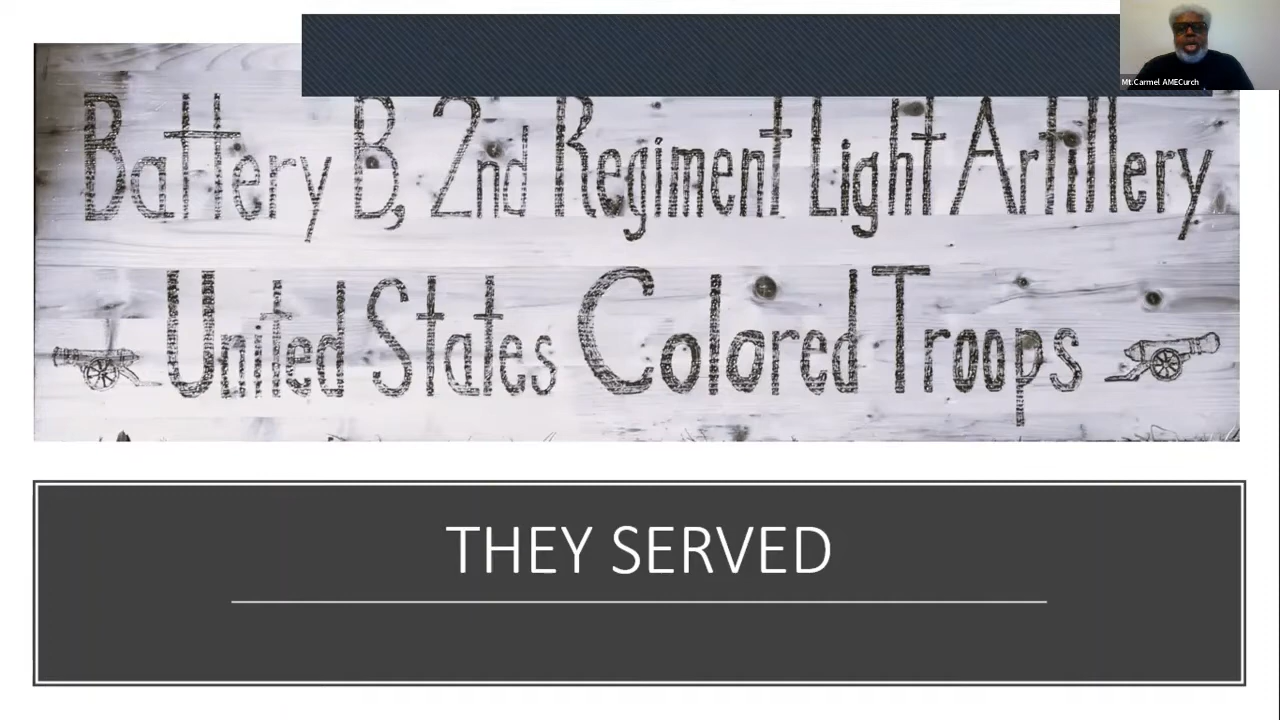 Mt.Carmel AMECurch
Battery B, 2nd Regiment Light Artillery
United States Colored Troops
THEY SERVED